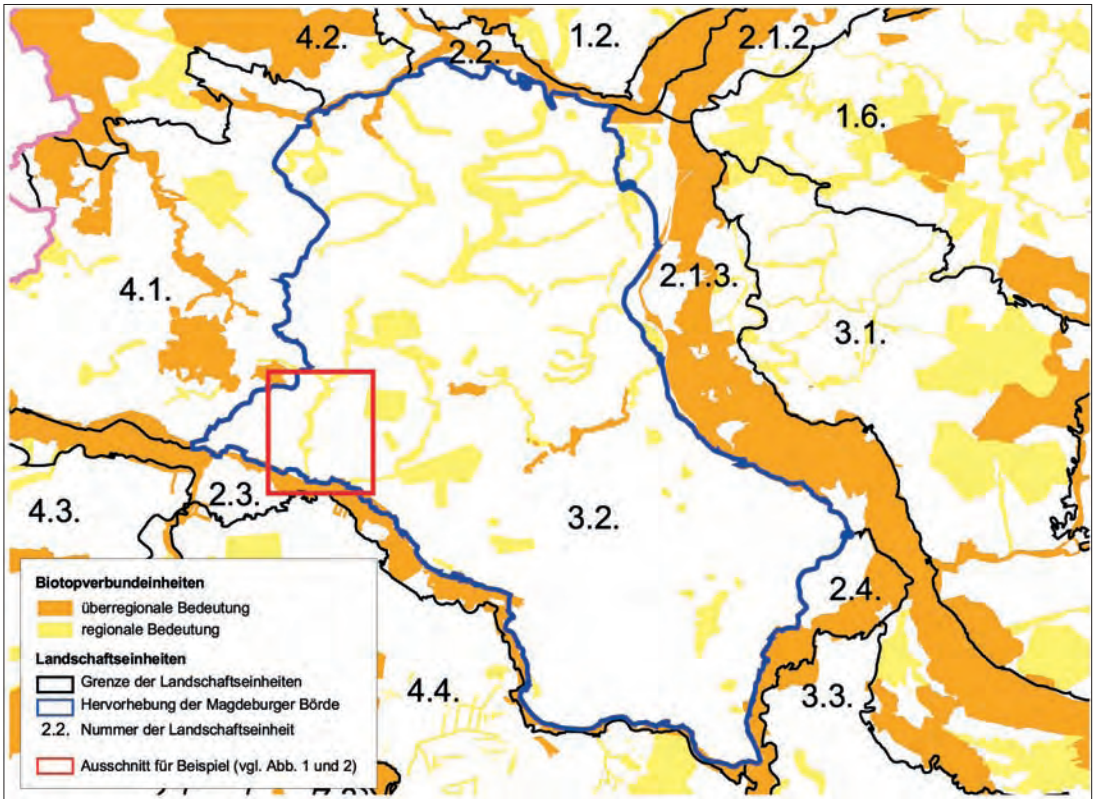 4.2.
2.2.
1.2.
2.1.2
1.6.
4.1.
2.1.3.
3.1.
4.3.
2.3.
3.2.
2.4.
4.4.
3.3.
Biotopverbundeinheiten
überregionale Bedeutung
regionale Bedeutung
Landschaftseinheiten
Grenze der Landschaftseinheiten
Hervorhebung der Magdeburger Börde
2.2. Nummer der Landschaftseinheit
Ausschnitt für Beispiel (vgl. Abb. 1 und 2)